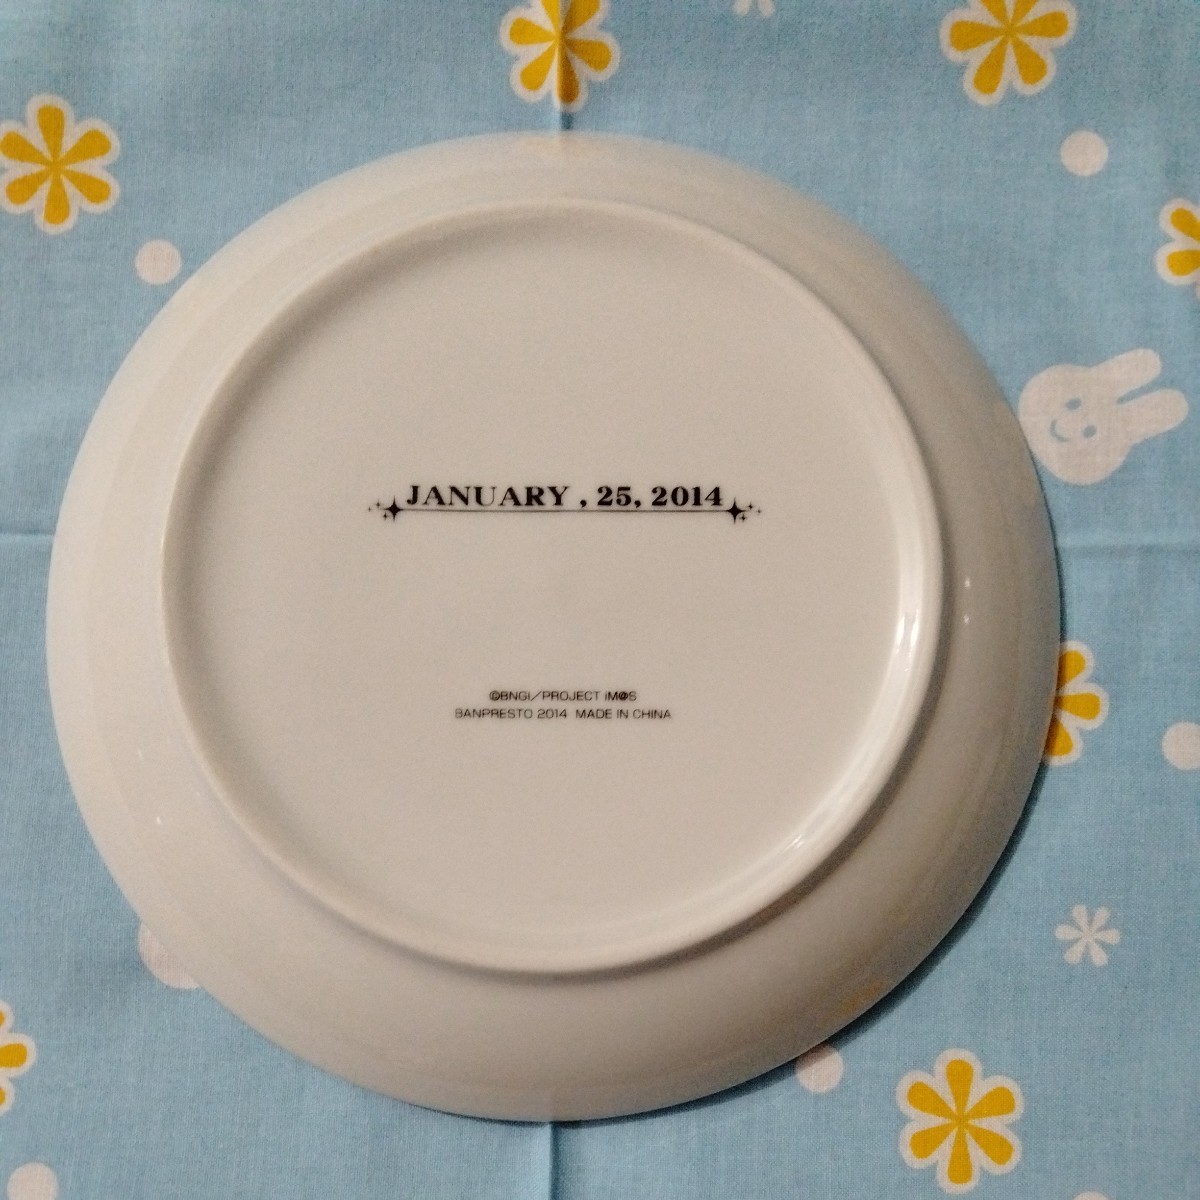 JANUARY , 25, 2014
©BNGI/PROJECT iM@S
BANPRESTO 2014 MADE IN CHINA